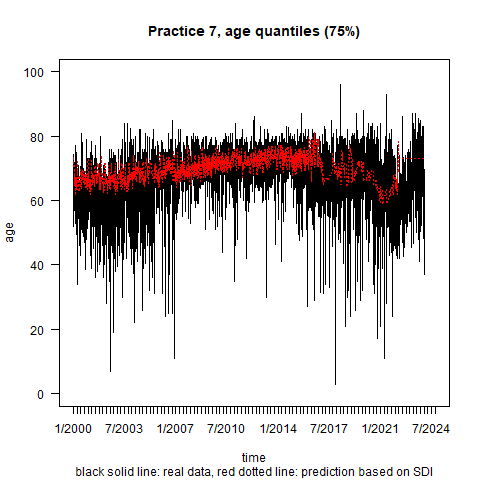 Practice 7, age quantiles (75%)
100
80
60
40
20
0
age
1/2000 7/2003 1/2007 7/2010 1/2014 7/2017 1/2021 7/2024
time
black solid line: real data, red dotted line: prediction based on SDI